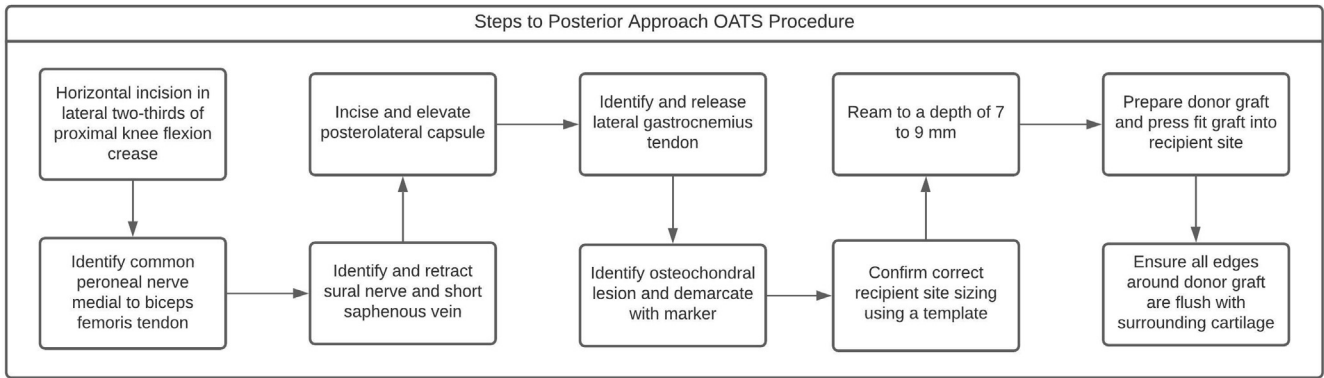 Steps to Posterior Approach OATS Procedure
Horizontal incision in
lateral two-thirds of
proximal knee flexion
crease
Identify common
peroneal nerve
medial to biceps
femoris tendon
Identify and retract
sural nerve and short
saphenous vein
Incise and elevate
posterolateral capsule
Identify and release
lateral gastrocnemius
tendon
Identify osteochondral
lesion and demarcate
with marker
Confirm correct
recipient site sizing
using a template
Ream to a depth of 7
to 9 mm
Prepare donor graft
and press fit graft into
recipient site
Ensure all edges
around donor graft
are flush with
surrounding cartilage